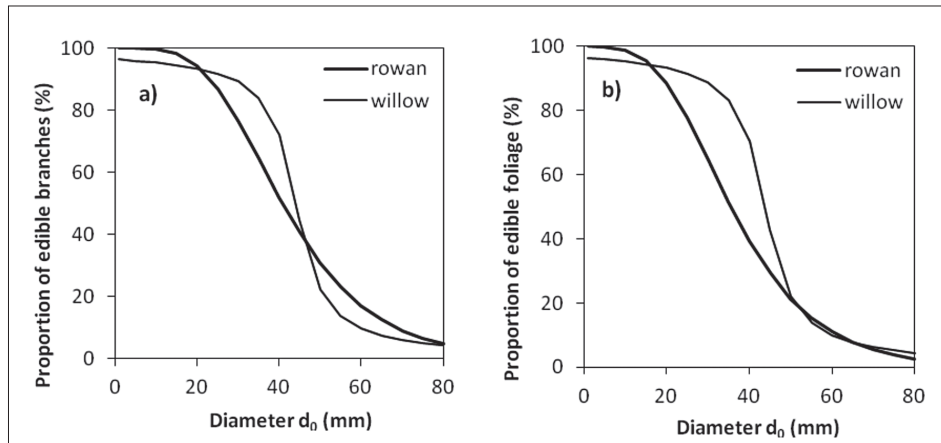 Proportion of edible branches (%)
100
80
60
40
20
0
a)
rowan
willow
0 20 40 60 80
Diameter d₀ (mm)
Proportion of edible foliage (%)
100
80
60
40
20
0
b)
rowan
willow
0 20 40 60 80
Diameter d₀ (mm)